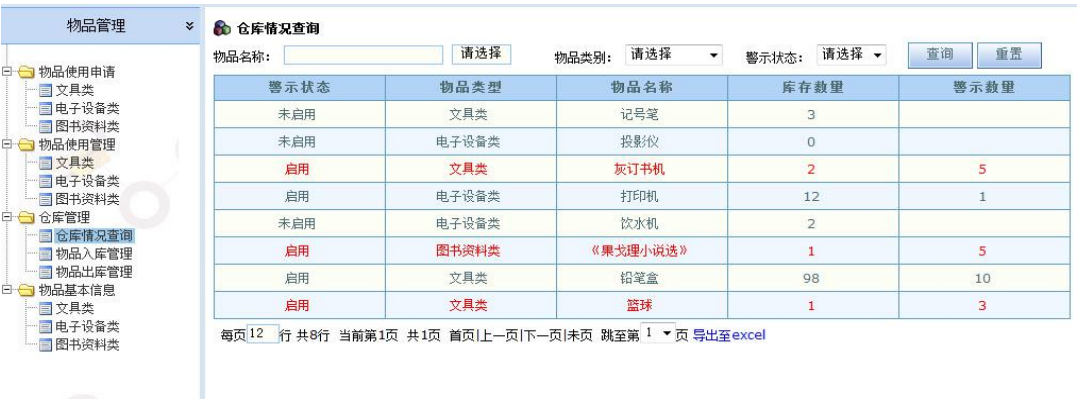 物品管理
物品使用申请
文具类
电子设备类
图书资料类
物品使用管理
文具类
电子设备类
图书资料类
仓库管理
仓库情况查询
物品入库管理
物品出库管理
物品基本信息
文具类
电子设备类
图书资料类
仓库情况查询
物品名称： 请选择 物品类别： 请选择 警示状态： 请选择 查询 重置
警示状态 物品类型 物品名称 库存数量 警示数量
未启用 文具类 记号笔 3
未启用 电子设备类 投影仪 0
启用 文具类 灰订书机 2 5
启用 电子设备类 打印机 12 1
未启用 电子设备类 饮水机 2
启用 图书资料类 《果戈理小说选》 1 5
启用 文具类 铅笔盒 98 10
启用 文具类 篮球 1 3
每页 12 行 共8行 当前第1页 共1页 首页|上一页|下一页|末页 跳至第 1 页 导出至excel